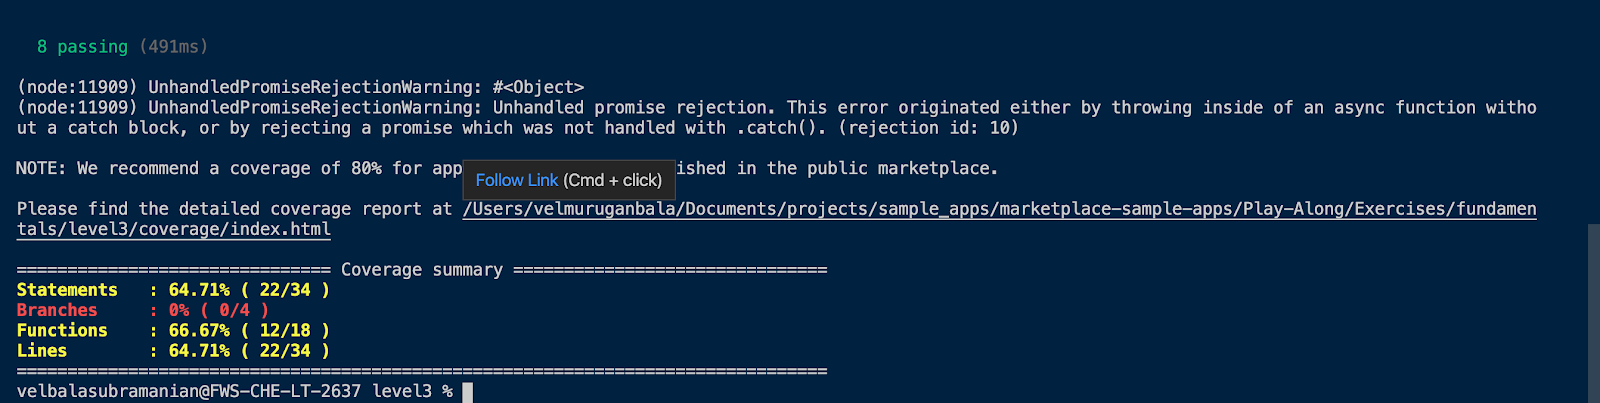 8 passing (491ms)
(node:11909) UnhandledPromiseRejectionWarning: #<Object>
(node:11909) UnhandledPromiseRejectionWarning: Unhandled promise rejection. This error originated either by throwing inside of an async function witho
ut a catch block, or by rejecting a promise which was not handled with .catch(). (rejection id: 10)
NOTE: We recommend a coverage of 80% for app ished in the public marketplace.
Follow Link (Cmd + click)
Please find the detailed coverage report at /Users/velmuruganbala/Documents/projects/sample_apps/marketplace-sample-apps/Play-Along/Exercises/fundamen
tals/level3/coverage/index.html
=============================== Coverage summary ===============================
Statements : 64.71% ( 22/34 )
Branches : 0% ( 0/4 )
Functions : 66.67% ( 12/18 )
Lines : 64.71% ( 22/34 )
================================================================================
velbalasubramanian@FWS-CHE-LT-2637 level3 %